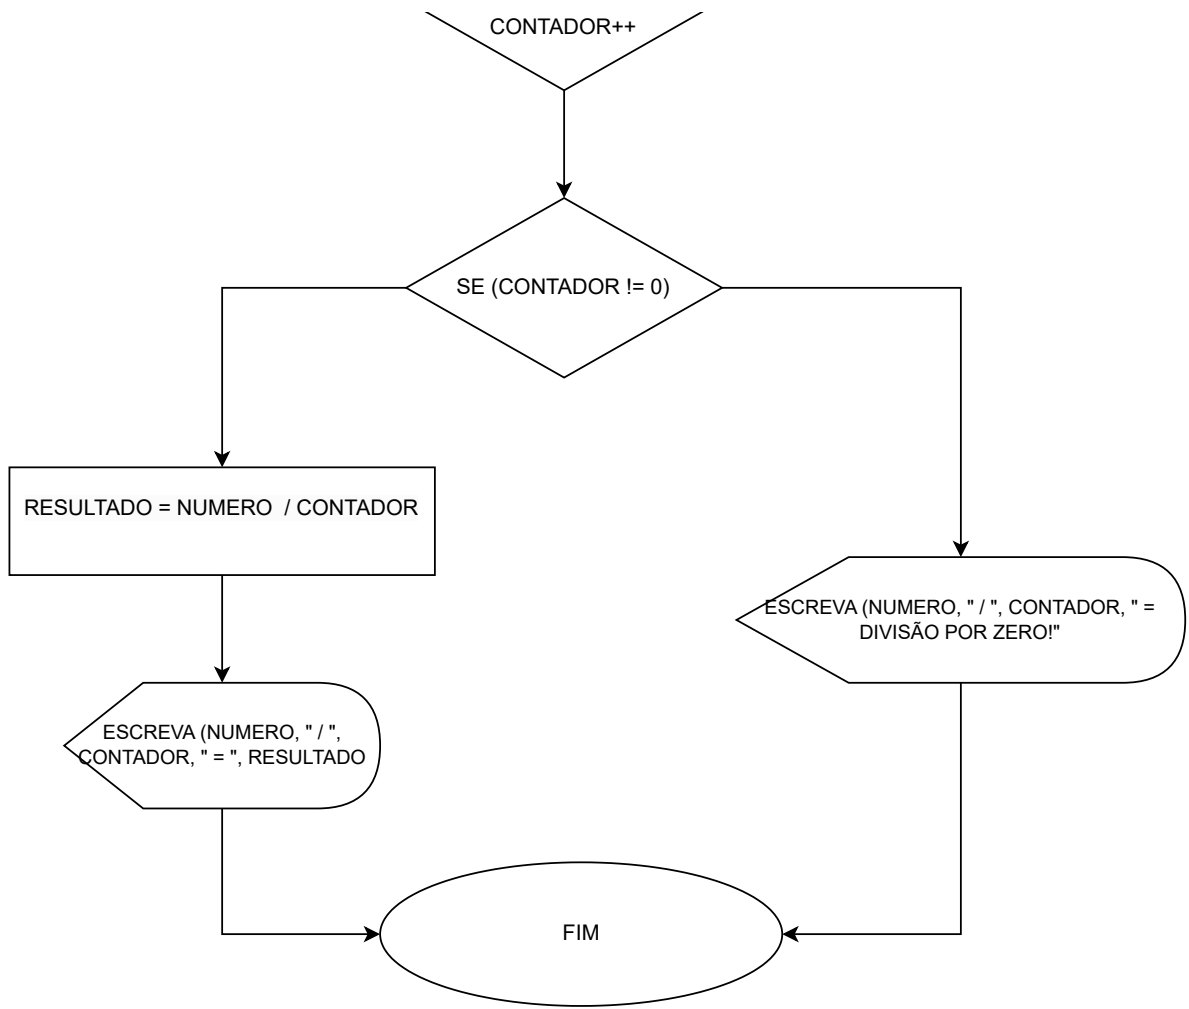 CONTADOR++
SE (CONTADOR != 0)
RESULTADO = NUMERO  / CONTADOR
ESCREVA (NUMERO, " / ", CONTADOR, " =
DIVISÃO POR ZERO!"
ESCREVA (NUMERO, " / ",
CONTADOR, " = ", RESULTADO
FIM